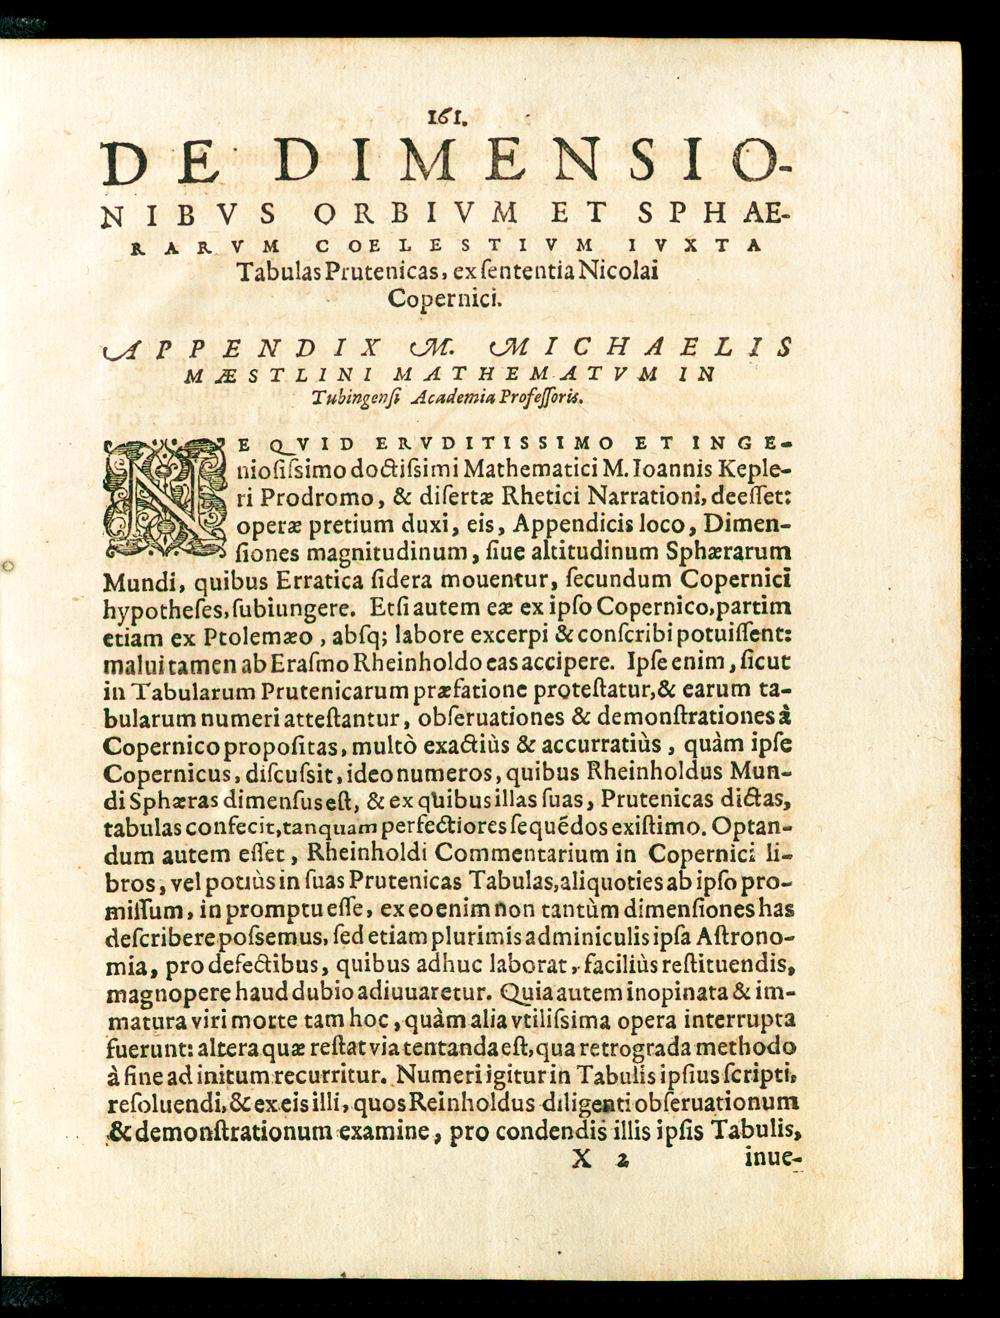 161.
DE DIMENSIO-
NIBVS ORBIVM ET SPHAE-
RARVM COELESTIVM IVXTA
Tabulas Prutenicas, ex ſententia Nicolai
Copernici.
APPENDIX M. MICHAELIS
MÆSTLINI MATHEMATVM IN
Tubingenſi Academia Profeſſoris.
NE QVID ERVDITISSIMO ET INGE-
nioſiſsimo doctiſsimi Mathematici M. Ioannis Keple-
ri Prodromo, & diſertæ Rhetici Narrationi, deeſſet:
operæ pretium duxi, eis, Appendicis loco, Dimen-
ſiones magnitudinum, ſiue altitudinum Sphærarum
Mundi, quibus Erratica ſidera mouentur, ſecundum Copernici
hypotheſes, ſubiungere. Etſi autem eæ ex ipſo Copernico, partim
etiam ex Ptolemæo, abſq; labore excerpi & conſcribi potuiſſent:
malui tamen ab Eraſmo Rheinholdo eas accipere. Ipſe enim, ſicut
in Tabularum Prutenicarum præfatione proteſtatur, & earum ta-
bularum numeri atteſtantur, obſeruationes & demonſtrationes à
Copernico propoſitas, multò exactiùs & accurratiùs, quàm ipſe
Copernicus, diſcuſsit, ideo numeros, quibus Rheinholdus Mun-
di Sphæras dimenſus eſt, & ex quibus illas ſuas, Prutenicas dictas,
tabulas confecit, tanquam perfectiores ſequēdos exiſtimo. Optan-
dum autem eſſet, Rheinholdi Commentarium in Copernici li-
bros, vel potiùs in ſuas Prutenicas Tabulas, aliquoties ab ipſo pro-
miſſum, in promptu eſſe, ex eo enim non tantùm dimenſiones has
deſcribere poſsemus, ſed etiam plurimis adminiculis ipſa Aſtrono-
mia, pro defectibus, quibus adhuc laborat, faciliùs reſtituendis,
magnopere haud dubio adiuuaretur. Quia autem inopinata & im-
matura viri morte tam hoc, quàm alia vtiliſsima opera interrupta
fuerunt: altera quæ reſtat via tentanda eſt, qua retrograda methodo
à fine ad initum recurritur. Numeri igitur in Tabulis ipſius ſcripti,
reſoluendi, & ex eis illi, quos Reinholdus diligenti obſeruationum
& demonſtrationum examine, pro condendis illis ipſis Tabulis,
X 2 inue-